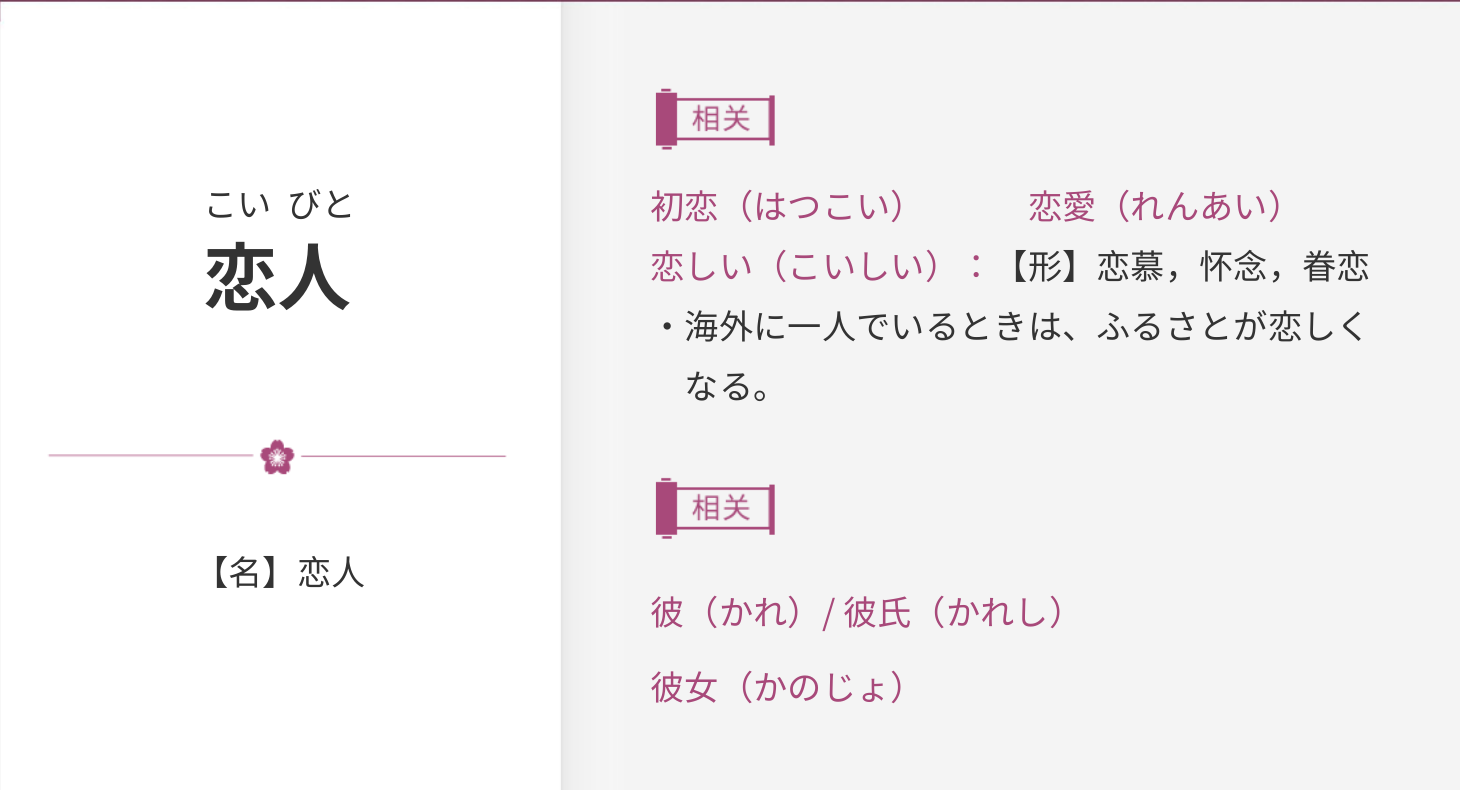 こい びと
恋人
【名】恋人
相关
初恋（はつこい） 恋愛（れんあい）
恋しい（こいしい）：【形】恋慕，怀念，眷恋
・海外に一人でいるときは、ふるさとが恋しく
なる。
相关
彼（かれ）/ 彼氏（かれし）
彼女（かのじょ）